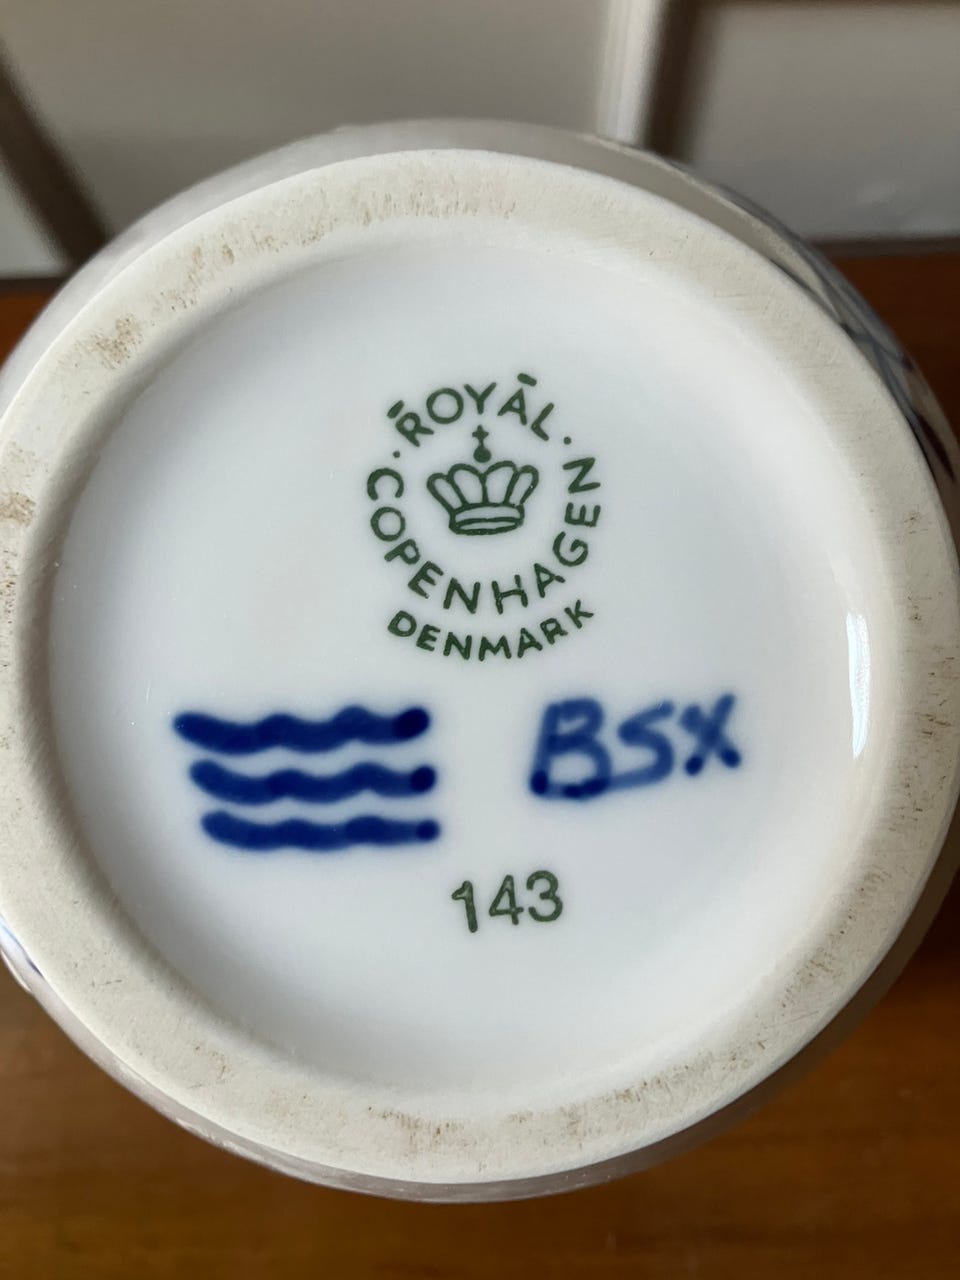 ROYAL
COPENHAGEN
DENMARK
BSX
143